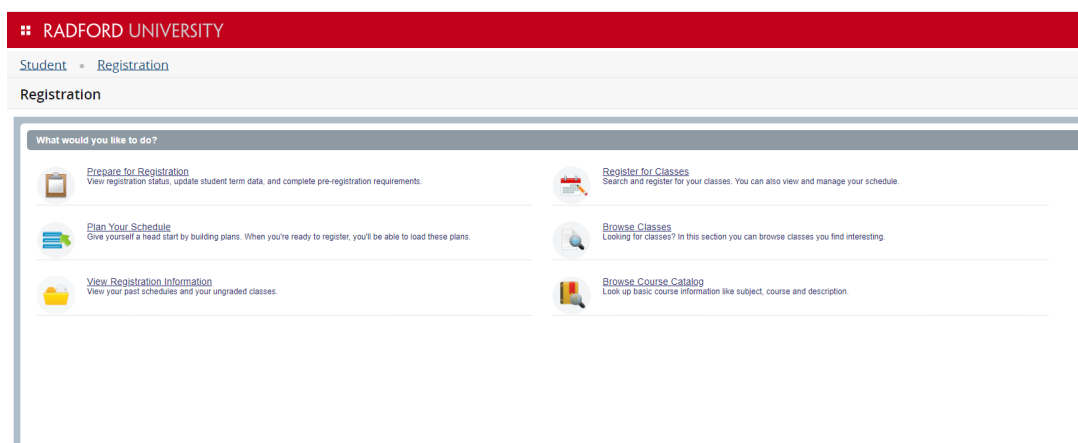 RADFORD UNIVERSITY
Student Registration
Registration
What would you like to do?
Prepare for Registration
View registration status, update student term data, and complete pre-registration requirements.
Register for Classes
Search and register for your classes. You can also view and manage your schedule.
Plan Your Schedule
Give yourself a head start by building plans. When you're ready to register, you'll be able to load these plans.
Browse Classes
Looking for classes? In this section you can browse classes you find interesting.
View Registration Information
View your past schedules and your ungraded classes.
Browse Course Catalog
Look up basic course information like subject, course and description.